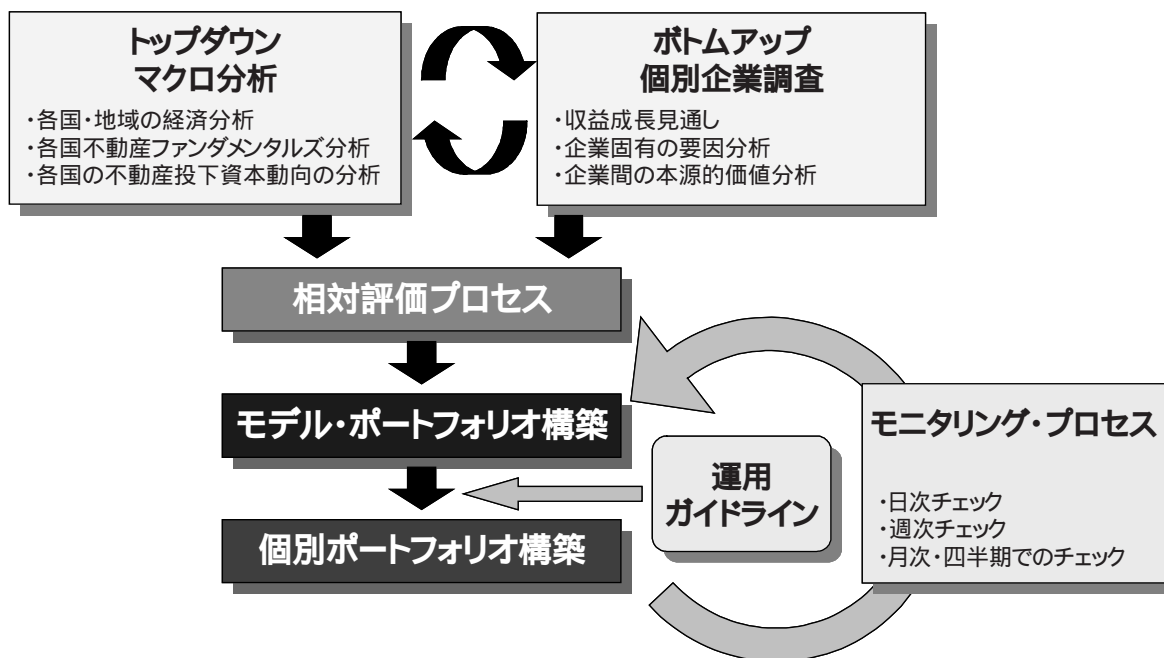 トップダウン
マクロ分析
・各国・地域の経済分析
・各国不動産ファンダメンタルズ分析
・各国の不動産投下資本動向の分析
ボトムアップ
個別企業調査
・収益成長見通し
・企業固有の要因分析
・企業間の本源的価値分析
相対評価プロセス
モデル・ポートフォリオ構築
運用
ガイドライン
個別ポートフォリオ構築
モニタリング・プロセス
・日次チェック
・週次チェック
・月次・四半期でのチェック